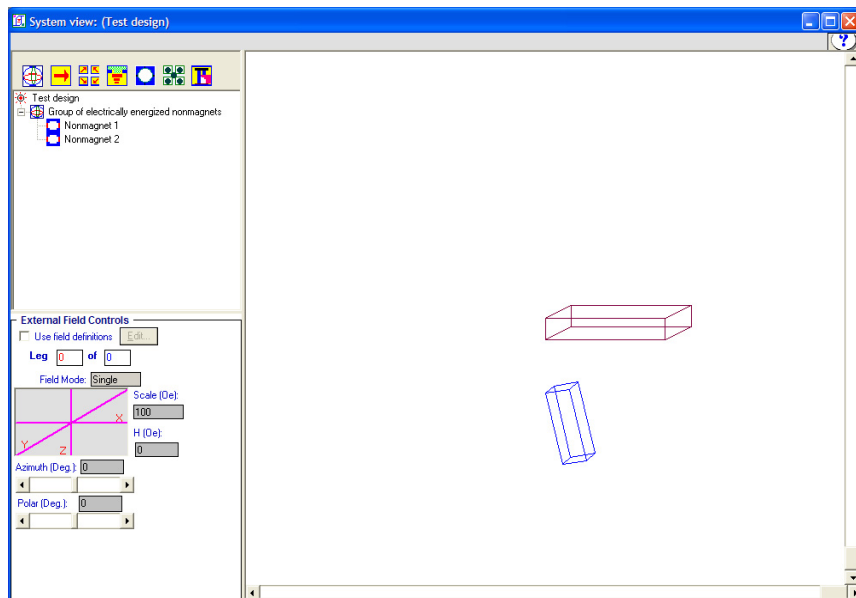 System view: (Test design)
?
Test design
Group of electrically energized nonmagnets
Nonmagnet 1
Nonmagnet 2
External Field Controls
Use field definitions Edit...
Leg 0 of 0
Field Mode: Single
Scale (Oe):
100
X
H (Oe):
Y
Z
0
Azimuth (Deg.): 0
Polar (Deg.): 0